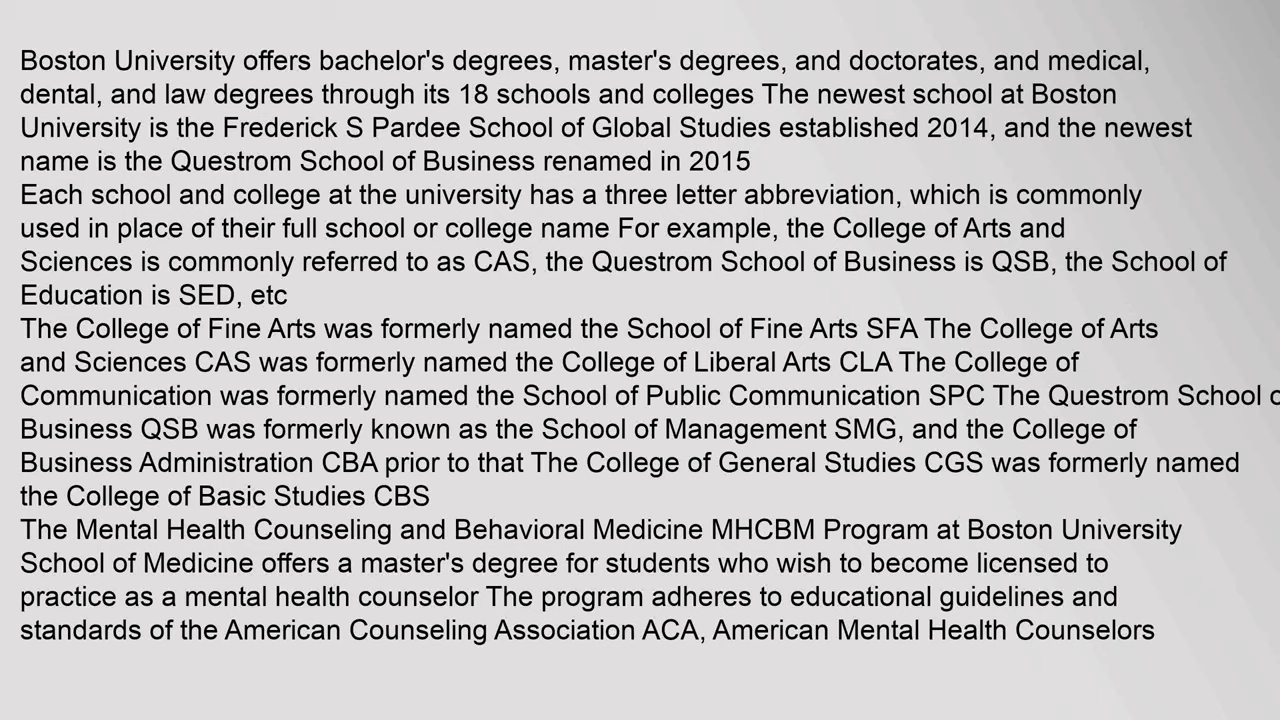 Boston University offers bachelor's degrees, master's degrees, and doctorates, and medical,
dental, and law degrees through its 18 schools and colleges The newest school at Boston
University is the Frederick S Pardee School of Global Studies established 2014, and the newest
name is the Questrom School of Business renamed in 2015
Each school and college at the university has a three letter abbreviation, which is commonly
used in place of their full school or college name For example, the College of Arts and
Sciences is commonly referred to as CAS, the Questrom School of Business is QSB, the School of
Education is SED, etc
The College of Fine Arts was formerly named the School of Fine Arts SFA The College of Arts
and Sciences CAS was formerly named the College of Liberal Arts CLA The College of
Communication was formerly named the School of Public Communication SPC The Questrom School
Business QSB was formerly known as the School of Management SMG, and the College of
Business Administration CBA prior to that The College of General Studies CGS was formerly named
the College of Basic Studies CBS
The Mental Health Counseling and Behavioral Medicine MHCBM Program at Boston University
School of Medicine offers a master's degree for students who wish to become licensed to
practice as a mental health counselor The program adheres to educational guidelines and
standards of the American Counseling Association ACA, American Mental Health Counselors